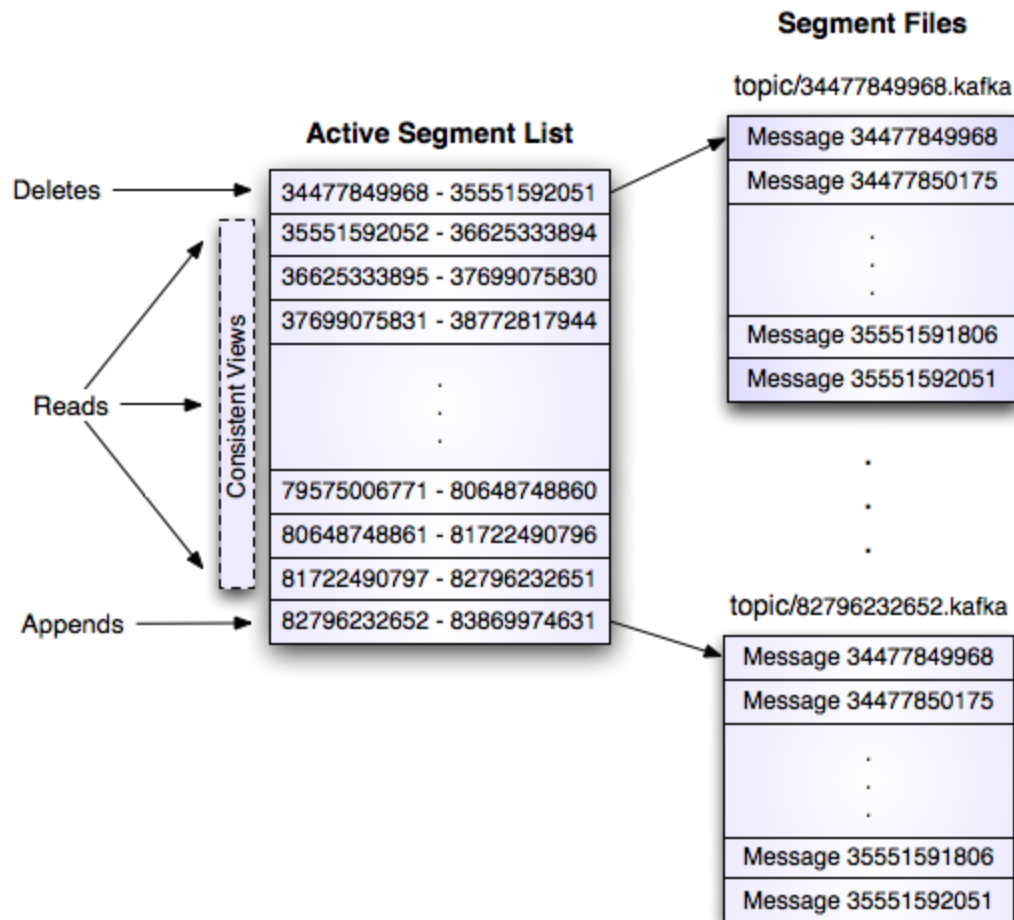 Segment Files
topic/34477849968.kafka
Active Segment List
Message 34477849968
Deletes
34477849968 - 35551592051
Message 34477850175
35551592052 - 36625333894
.
.
.
36625333895 - 37699075830
37699075831 - 38772817944
Message 35551591806
Message 35551592051
Consistent Views
Reads
.
.
.
.
.
.
79575006771 - 80648748860
80648748861 - 81722490796
81722490797 - 82796232651
topic/82796232652.kafka
Appends
82796232652 - 83869974631
Message 34477849968
Message 34477850175
.
.
.
Message 35551591806
Message 35551592051